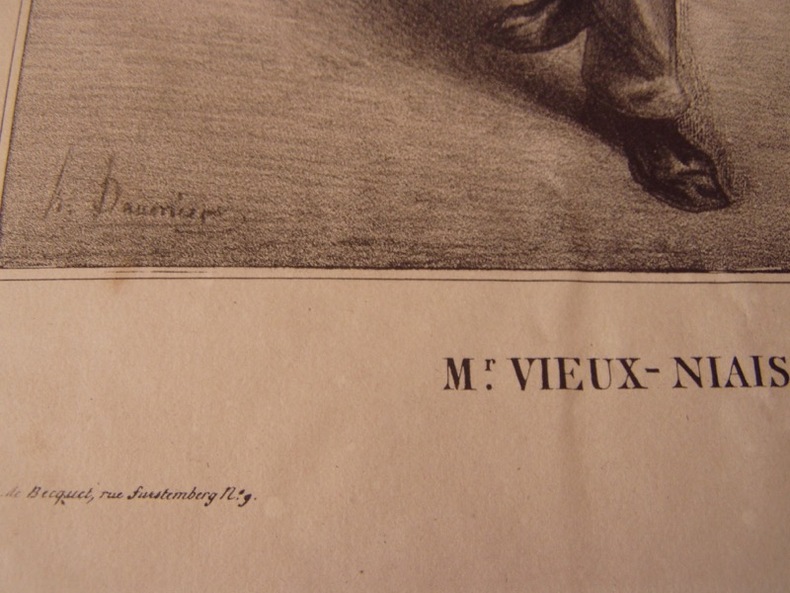 h. Daumier.
Mr. VIEUX-NIAIS
de Becquet, rue furstemberg N.º 9.